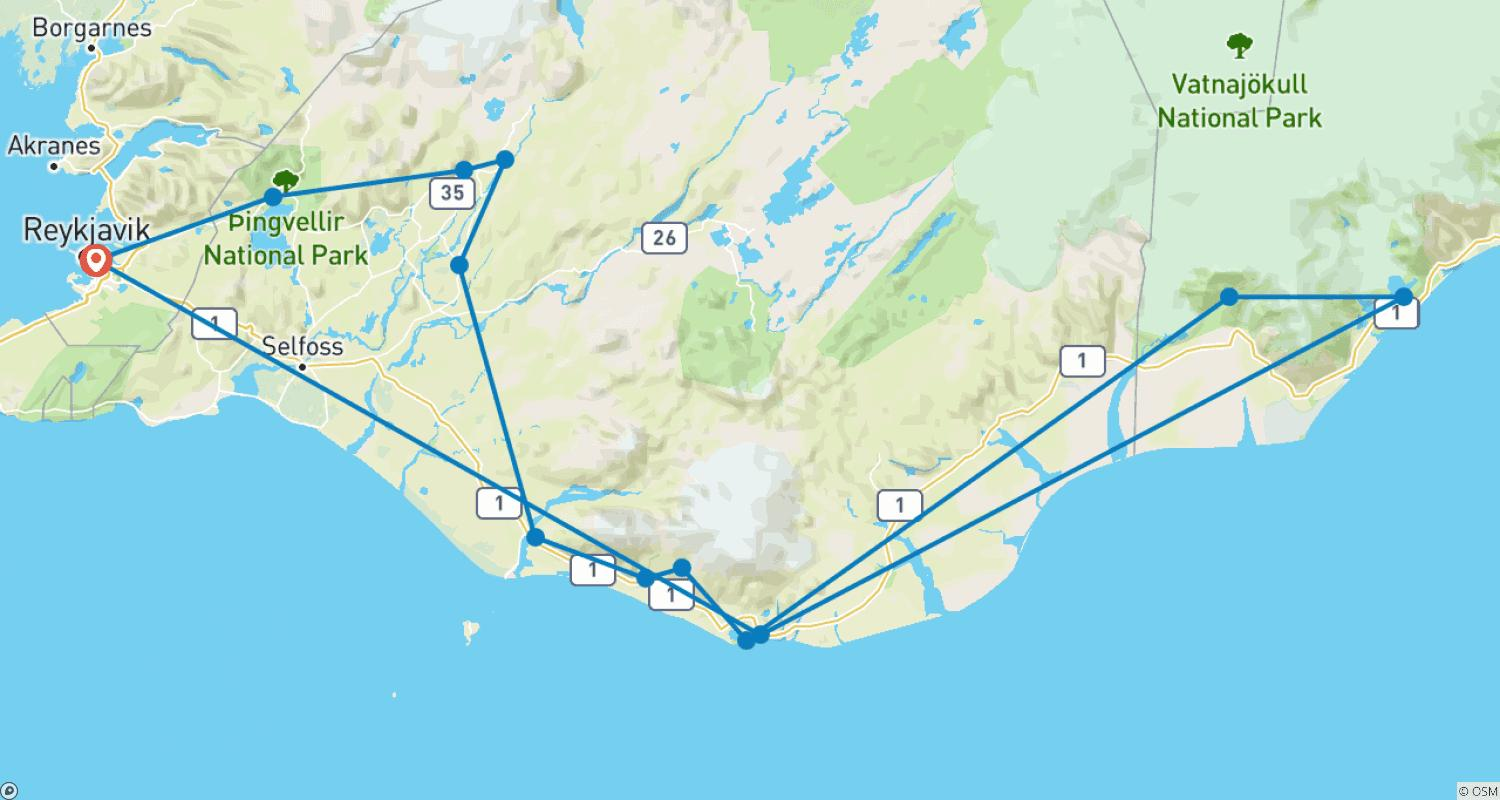 Borgarnes
Vatnajökull
National Park
Akranes
35
Reykjavik
Þingvellir
National Park
26
1
Selfoss
1
1
1
1
1
1
© OSM